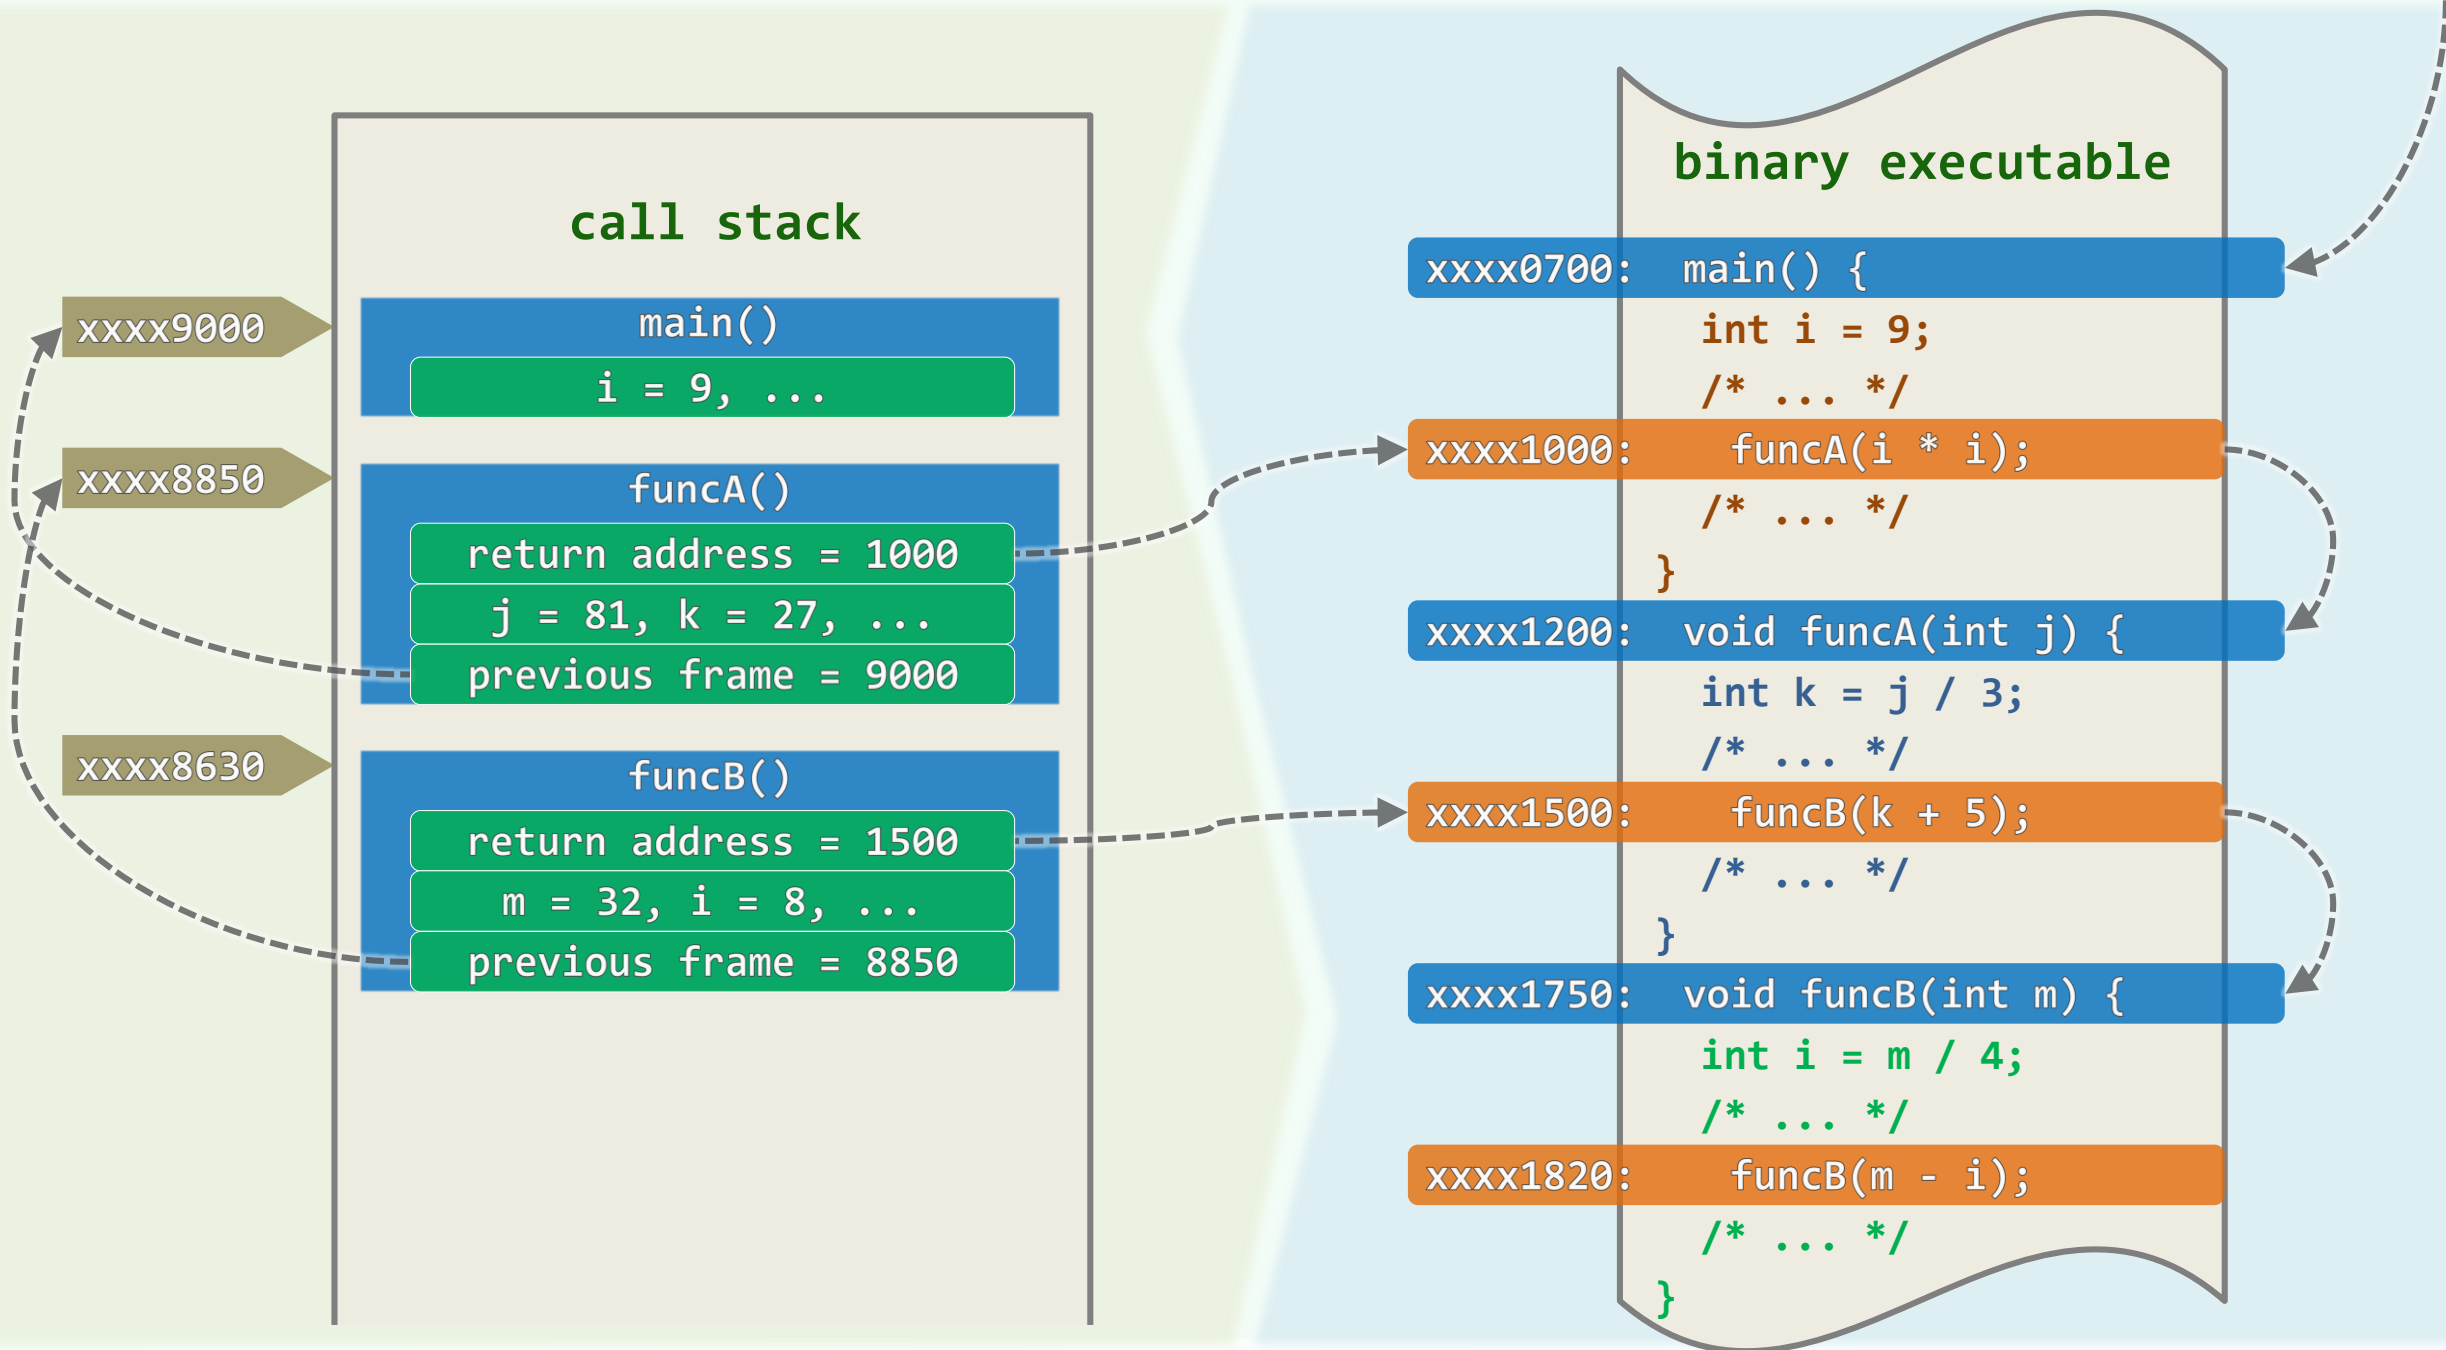 call stack
xxxx9000
main()
i = 9, ...
xxxx8850
funcA()
return address = 1000
j = 81, k = 27, ...
previous frame = 9000
xxxx8630
funcB()
return address = 1500
m = 32, i = 8, ...
previous frame = 8850
binary executable
xxxx0700: main() {
int i = 9;
/* ... */
xxxx1000: funcA(i * i);
/* ... */
}
xxxx1200: void funcA(int j) {
int k = j / 3;
/* ... */
xxxx1500: funcB(k + 5);
/* ... */
}
xxxx1750: void funcB(int m) {
int i = m / 4;
/* ... */
xxxx1820: funcB(m - i);
/* ... */
}